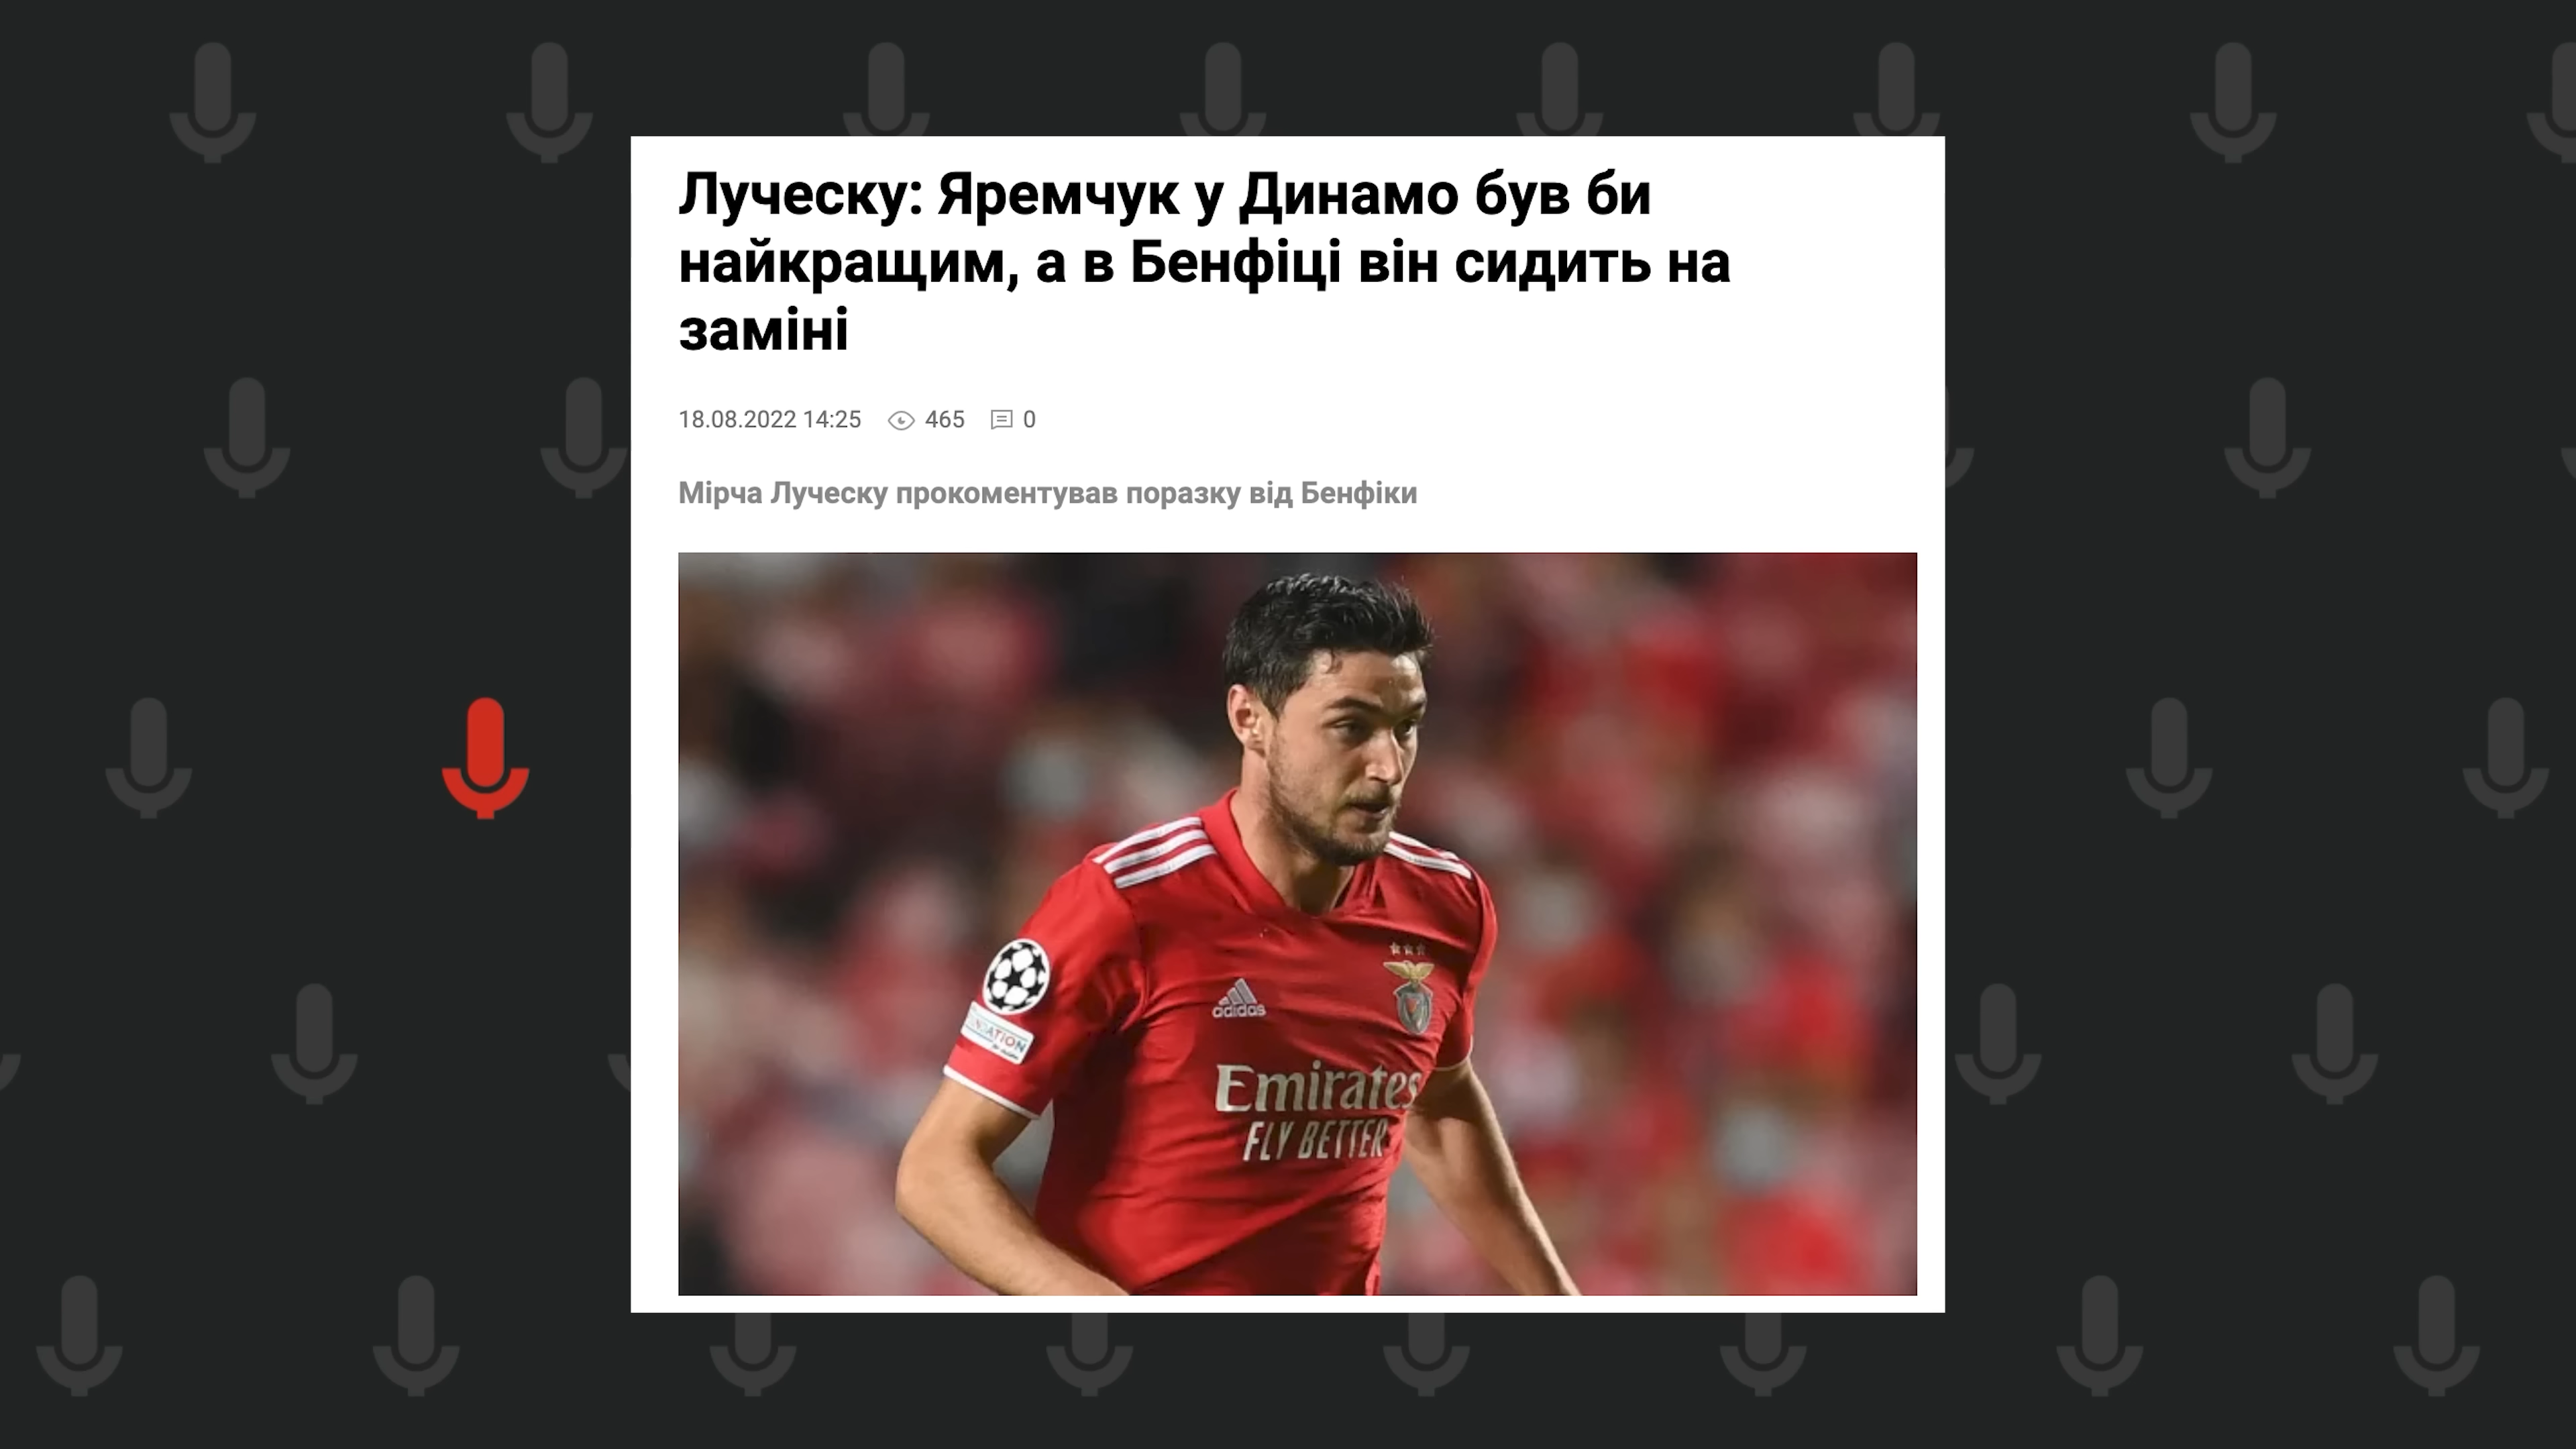 Луческу: Яремчук у Динамо був би
найкращим, а в Бенфіці він сидить на
заміні
18.08.2022 14:25 465 0
Мірча Луческу прокоментував поразку від Бенфіки
adidas
Emirates
FLY BETTER